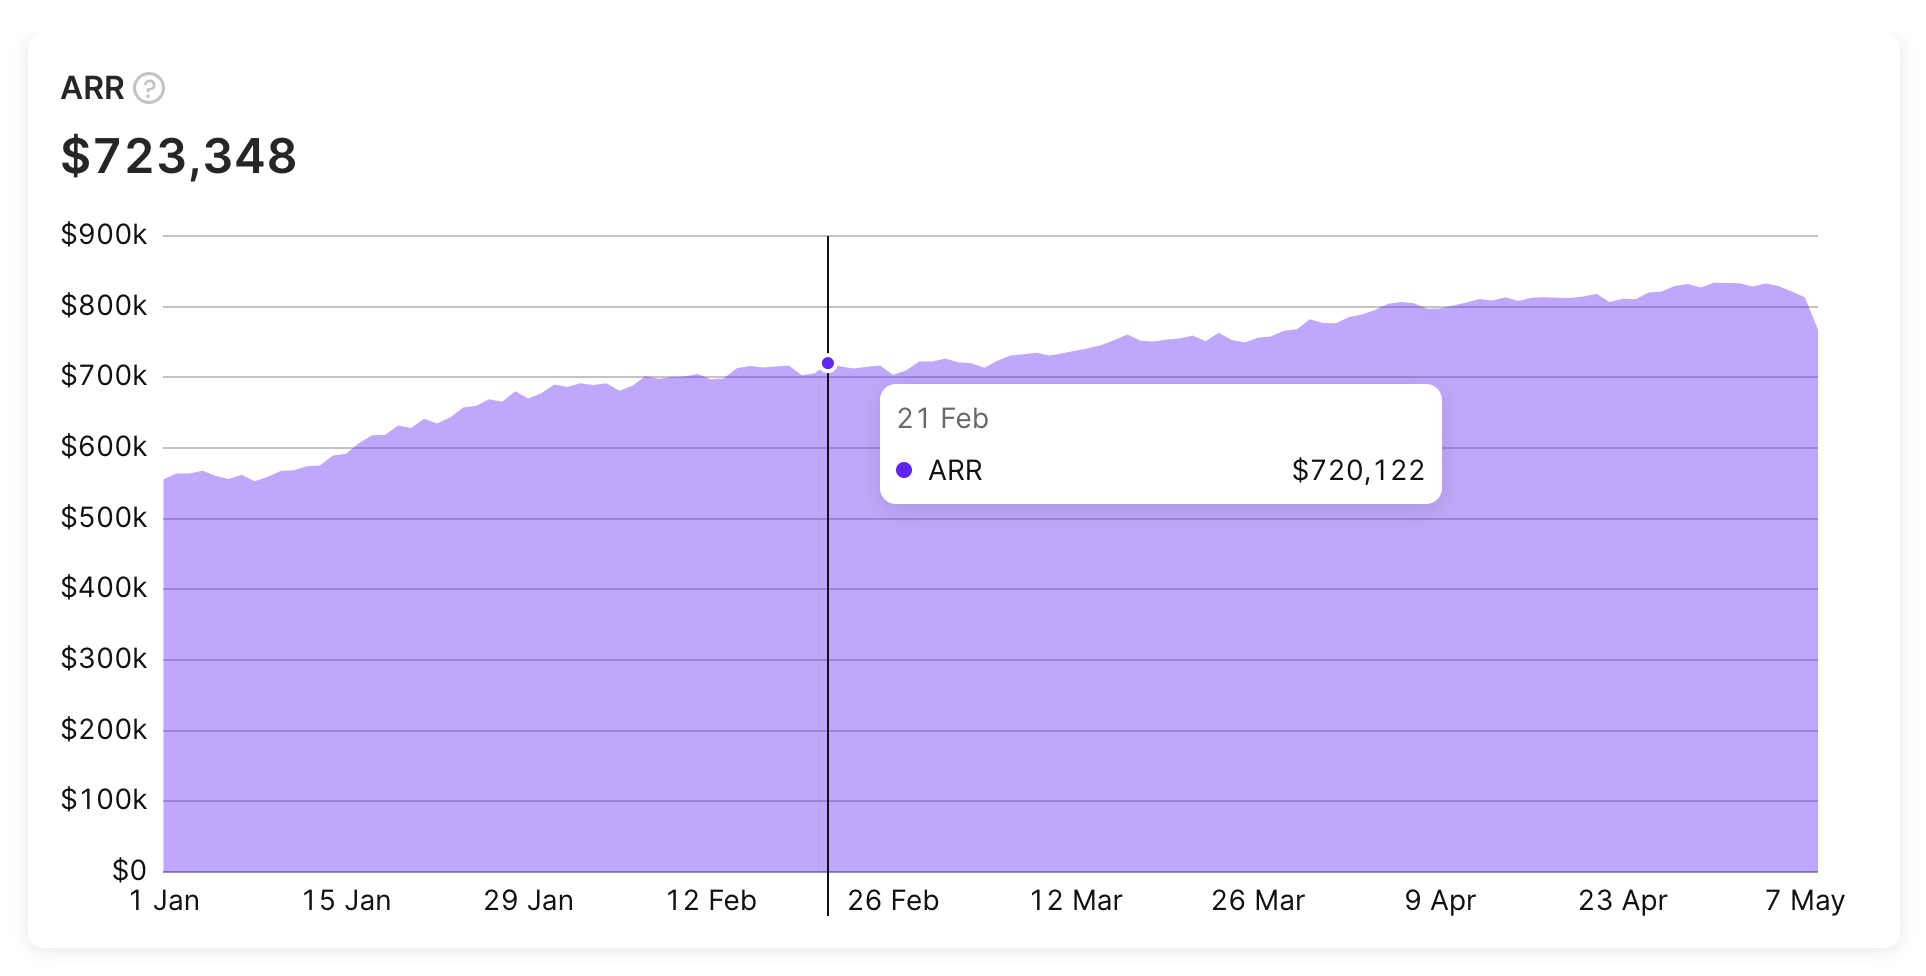 ARR ?
$723,348
$900k
$800k
$700k
$600k
$500k
$400k
$300k
$200k
$100k
$0
21 Feb
ARR $720,122
1 Jan 15 Jan 29 Jan 12 Feb 26 Feb 12 Mar 26 Mar 9 Apr 23 Apr 7 May